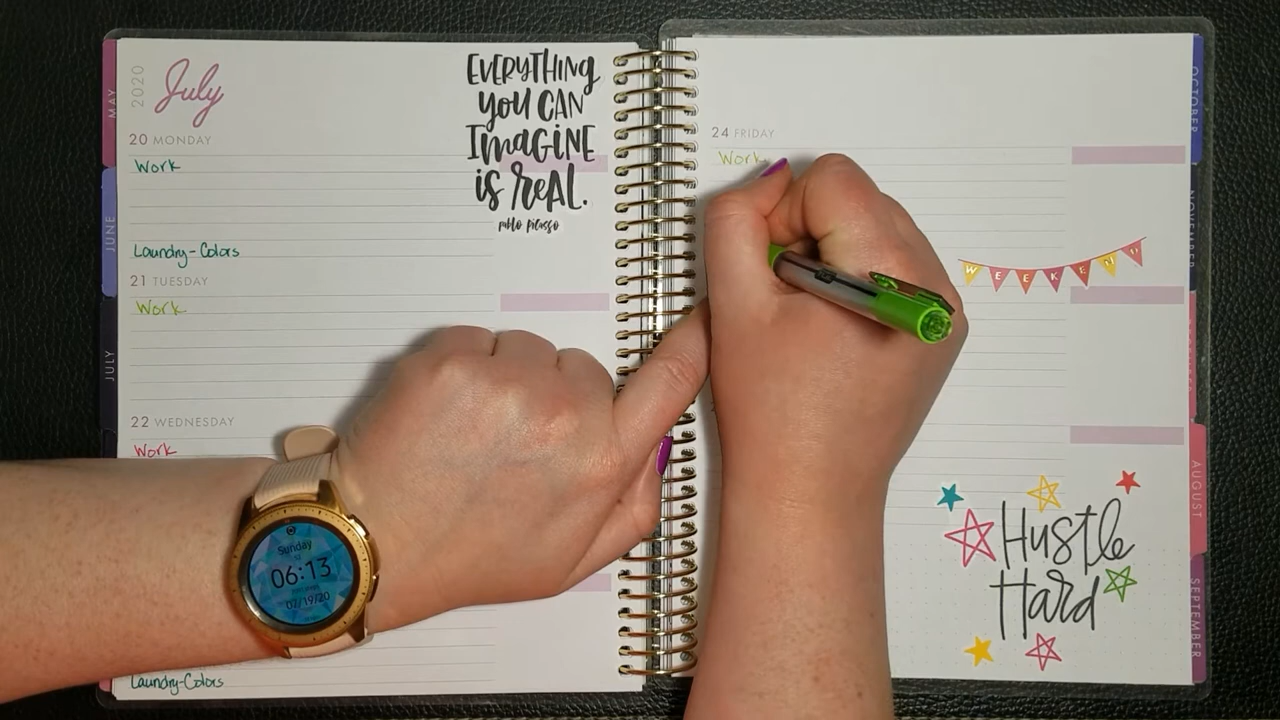 MAY
JUNE
JULY
2020
July
20 MONDAY
Work
Laundry-Colors
21 TUESDAY
Work
22 WEDNESDAY
Work
Laundry-Colors
EVERYTHING
you CAN
ImaGINE
is ReAL.
pablo picasso
Sunday
06:13
07/19/20
24 FRIDAY
Work
WEEKEND
Hustle
Hard
OCTOBER
NOVEMBER
AUGUST
SEPTEMBER